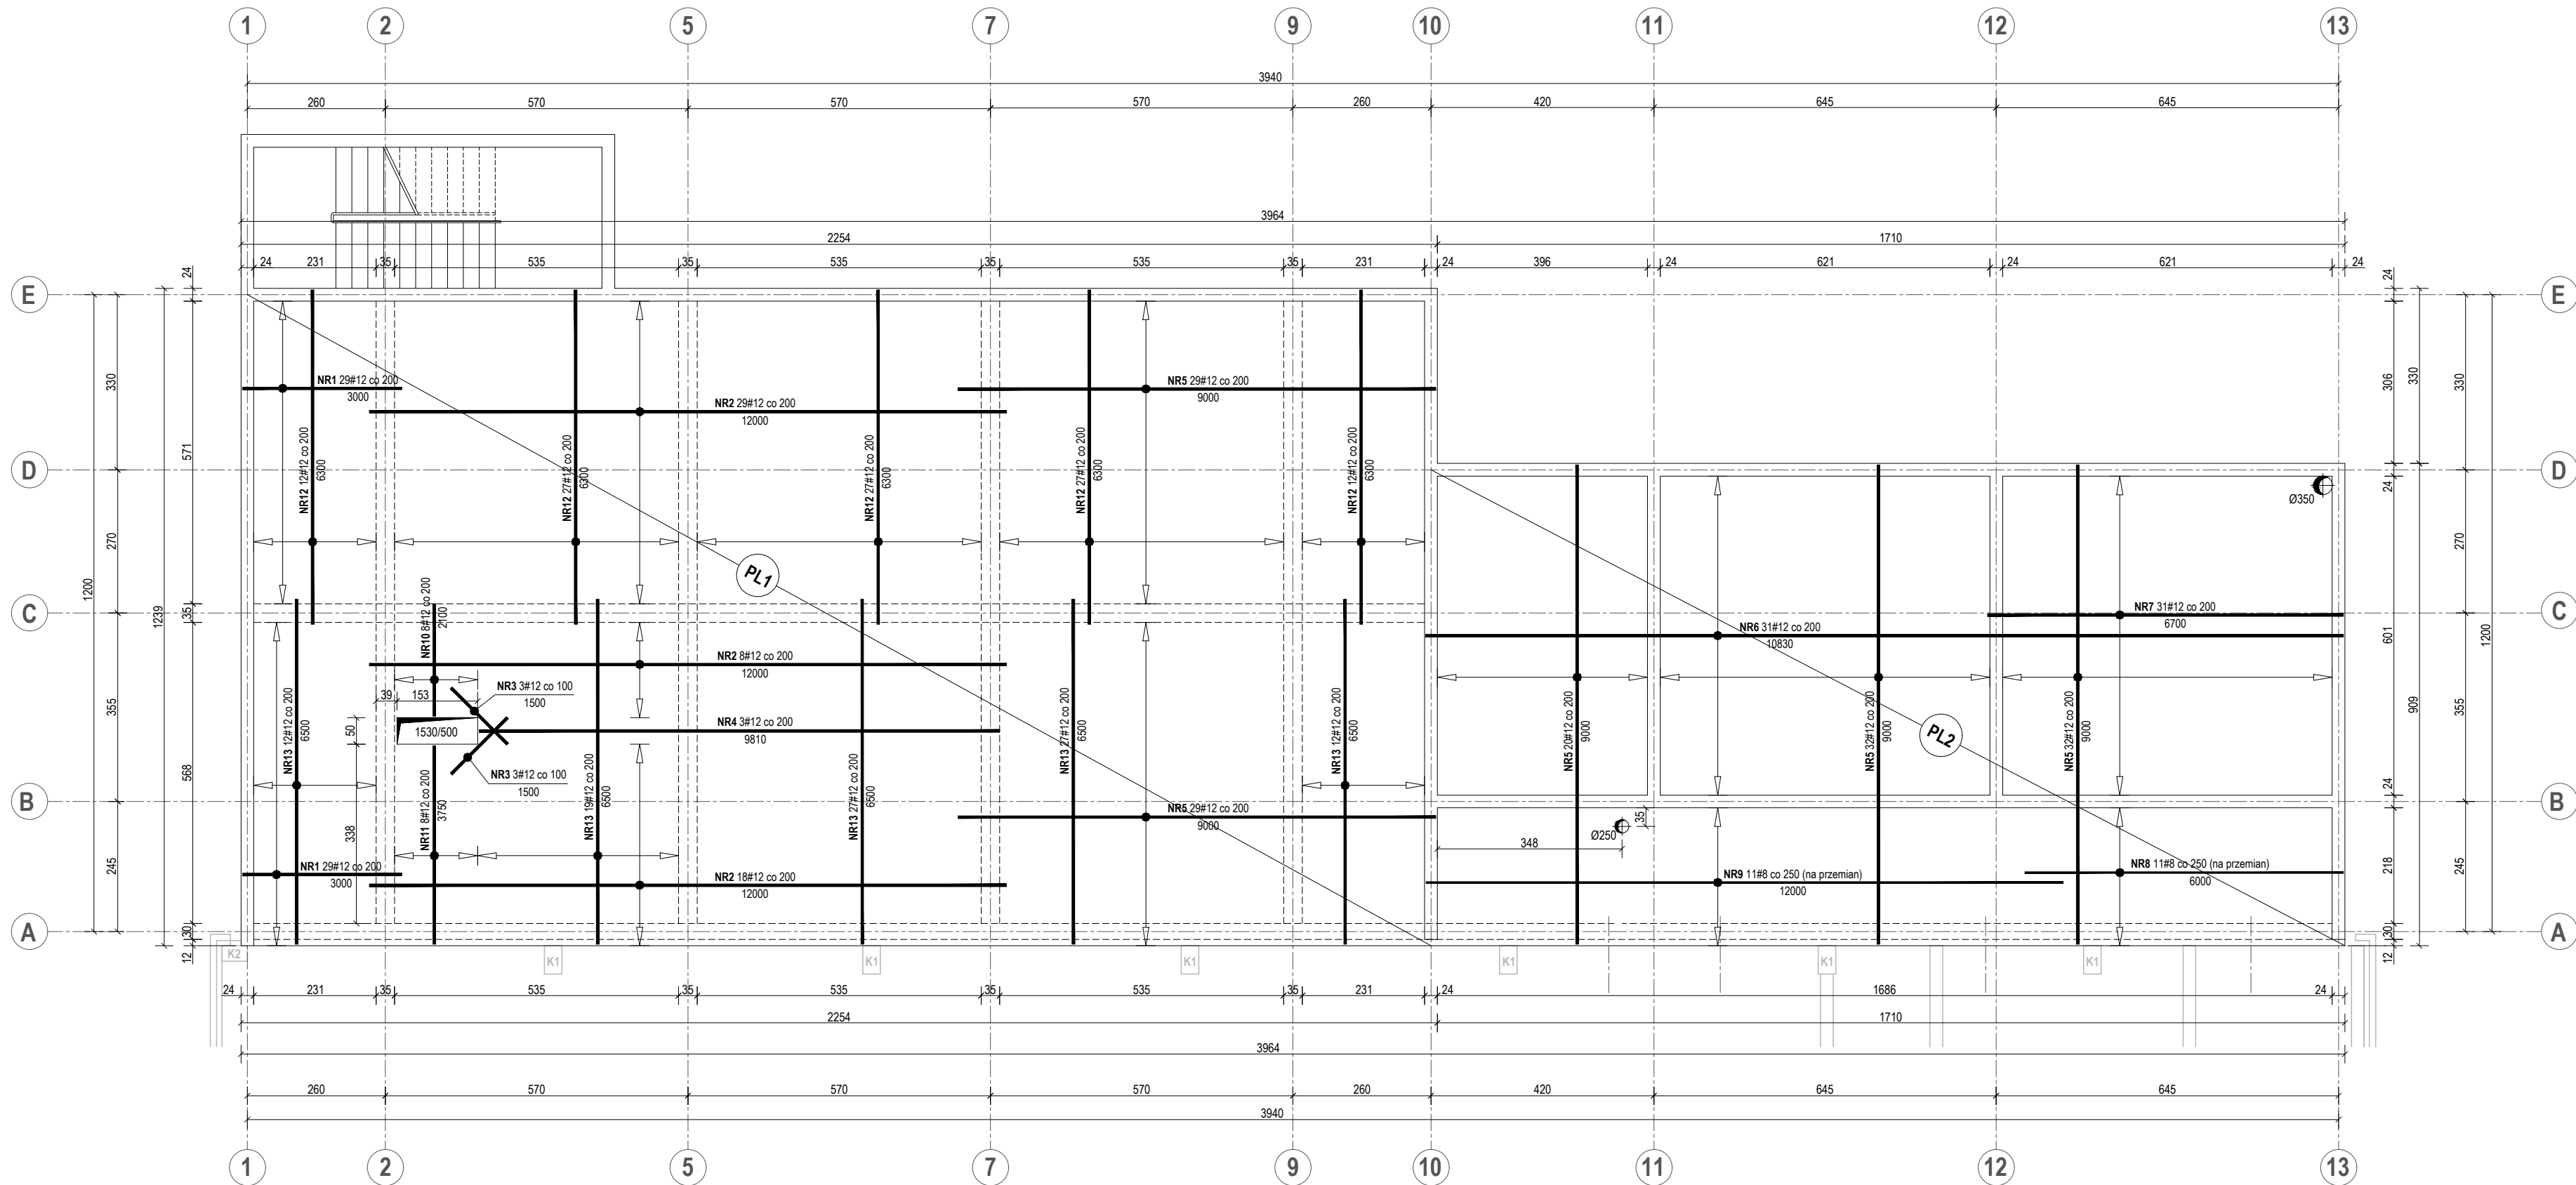 1 2 5 7 9 10 11 12 13
3940
260 570 570 570 260 420 645 645
3964
2254 1710
24 231 35 535 35 535 35 535 35 231 24 396 24 621 24 621 24
E E
D D
C C
B B
A A
1200
330
270
355
245
1239
24
571
35
568
30
12
NR1 29#12 co 200
3000
NR2 29#12 co 200
12000
NR5 29#12 co 200
9000
NR12 12#12 co 200
6300
NR12 27#12 co 200
6300
NR12 27#12 co 200
6300
NR12 27#12 co 200
6300
NR12 12#12 co 200
6300
PL1
NR10 8#12 co 200
2100
NR2 8#12 co 200
12000
39 153
NR3 3#12 co 100
1500
50
1530/500
NR4 3#12 co 200
9810
NR3 3#12 co 100
1500
338
NR13 12#12 co 200
6500
NR11 8#12 co 200
3750
NR13 19#12 co 200
6500
NR13 27#12 co 200
6500
NR13 27#12 co 200
6500
NR13 12#12 co 200
6500
NR5 29#12 co 200
9000
NR1 29#12 co 200
3000
NR2 18#12 co 200
12000
Ø350
NR7 31#12 co 200
6700
NR6 31#12 co 200
10830
NR5 20#12 co 200
9000
NR5 32#12 co 200
9000
NR5 32#12 co 200
9000
PL2
Ø250
35
348
NR8 11#8 co 250 (na przemian)
6000
NR9 11#8 co 250 (na przemian)
12000
24
306
24
601
24
218
30
12
330
909
330
270
355
245
1200
K2 K1 K1 K1 K1 K1 K1
24 231 35 535 35 535 35 535 35 231 24 1686 24
2254 1710
3964
260 570 570 570 260 420 645 645
3940
1 2 5 7 9 10 11 12 13